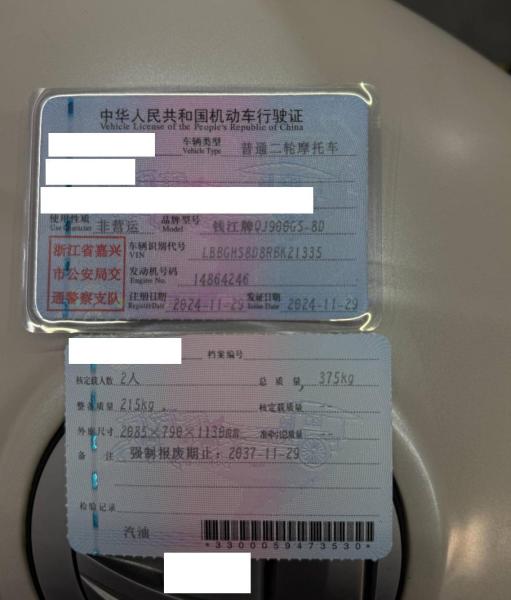 中华人民共和国机动车行驶证
Vehicle License of the People's Republic of China
车辆类型 普通二轮摩托车
Vehicle Type
使用性质 非营运 品牌型号 钱江牌QJ900GS-8D
Use Character Model
浙江省嘉兴
市公安局交
通警察支队
车辆识别代号 LBBGHS8D8RBK21335
VIN
发动机号码 14864246
Engine No.
注册日期 2024-11-29 发证日期 2024-11-29
Register Date Issue Date
档案编号
核定载人数 2人 总质量 375kg
整备质量 215kg 核定载质量 --
外廓尺寸 2085×790×1130mm 准牵引总质量 --
备注 强制报废期止：2037-11-29
检验记录
汽油
*3300059473530*